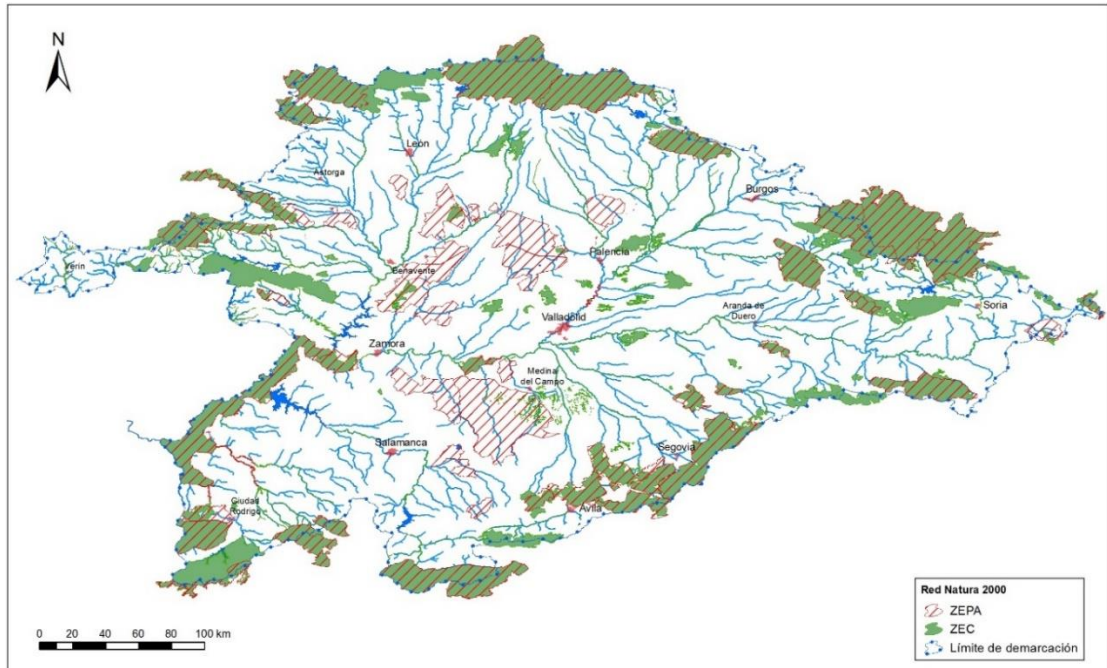 N
León
Astorga
Burgos
Verin
Benavente
Palencia
Soria
Aranda de
Duero
Valladolid
Zamora
Medina
del Campo
Salamanca
Segovia
Ciudad
Rodrigo
Ávila
Red Natura 2000
ZEPA
ZEC
Límite de demarcación
0 20 40 60 80 100 km